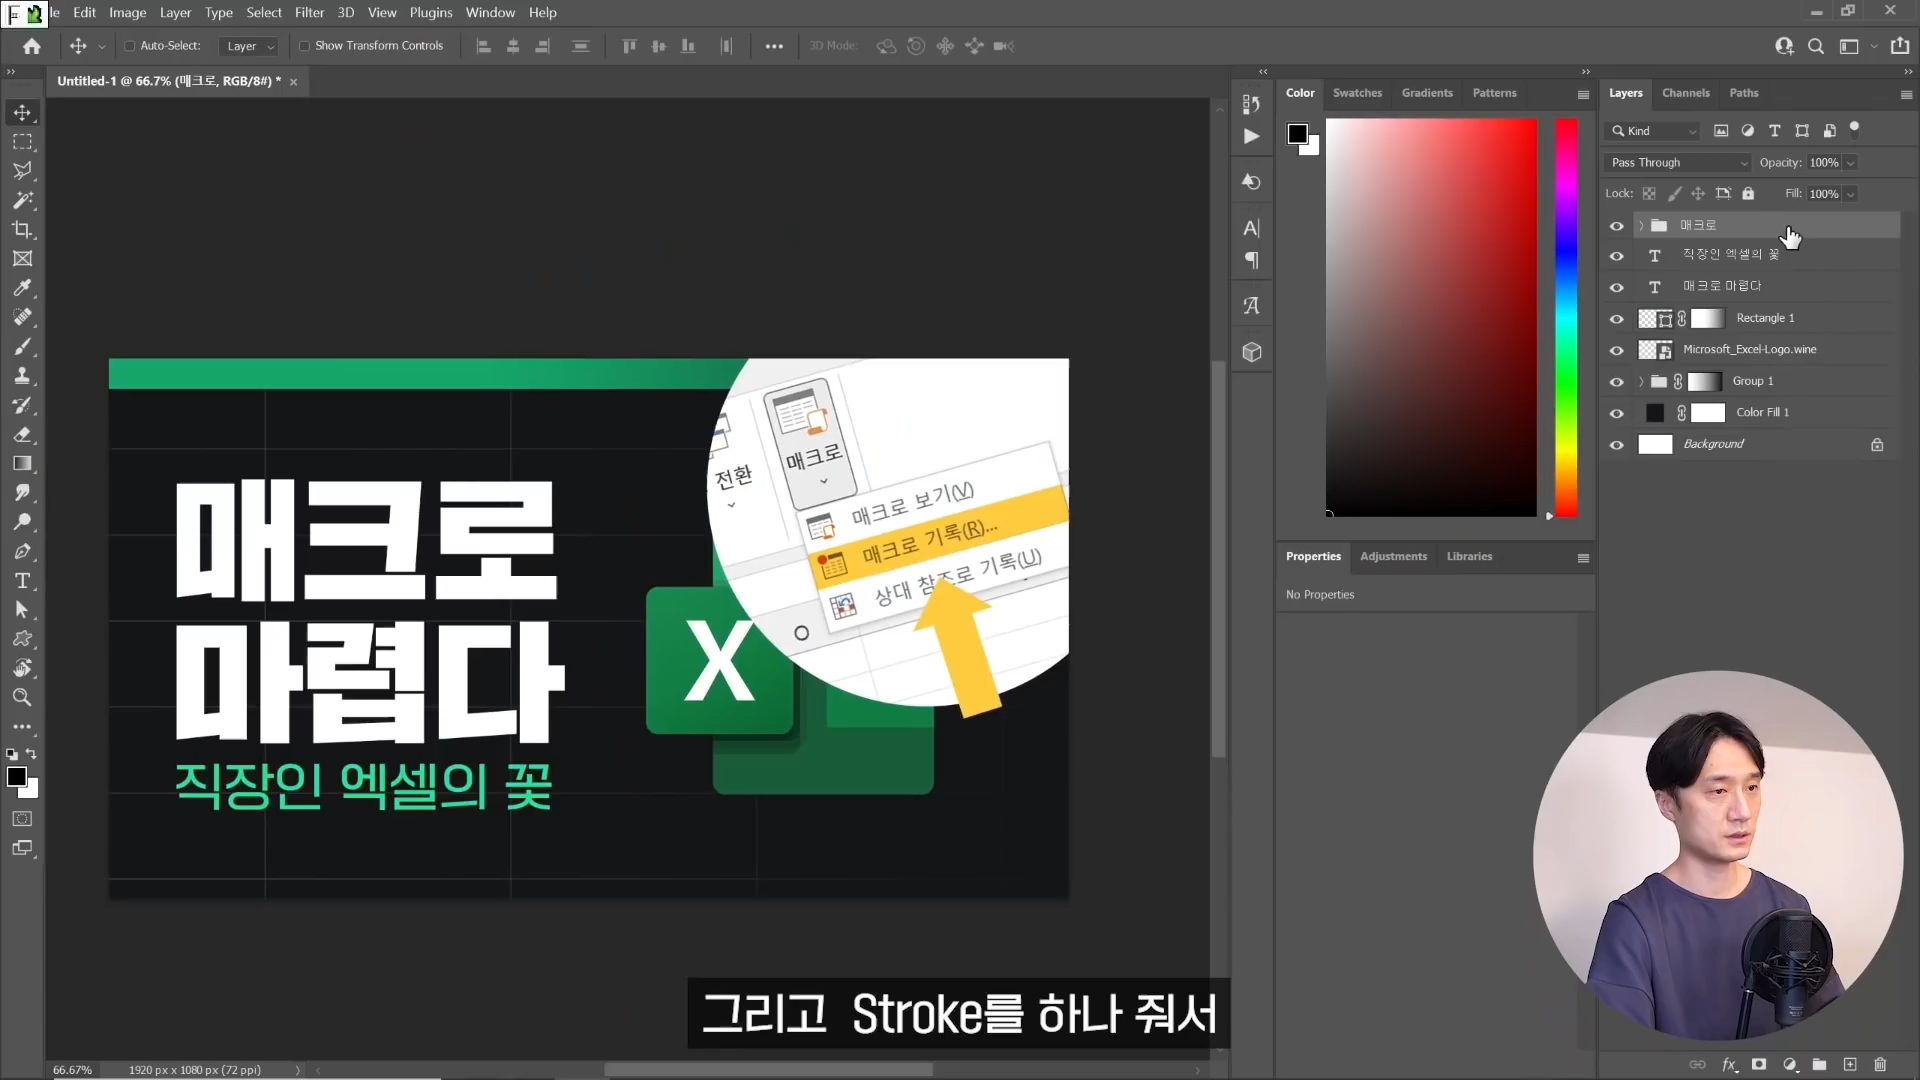 le Edit Image Layer Type Select Filter 3D View Plugins Window Help
Auto-Select: Layer Show Transform Controls 3D Mode:
Untitled-1 @ 66.7% (매크로, RGB/8#) *
Color Swatches Gradients Patterns
Layers Channels Paths
Kind
Pass Through Opacity: 100%
Lock: Fill: 100%
매크로
직장인 엑셀의 꽃
매크로 마렵다
Rectangle 1
Microsoft_Excel-Logo.wine
Group 1
Color Fill 1
Background
Properties Adjustments Libraries
No Properties
전환
매크로
매크로 보기(V)
매크로 기록(R)...
상대 참조로 기록(U)
X
매크로
마렵다
직장인 엑셀의 꽃
그리고 Stroke를 하나 줘서
66.67% 1920 px x 1080 px (72 ppi)
fx